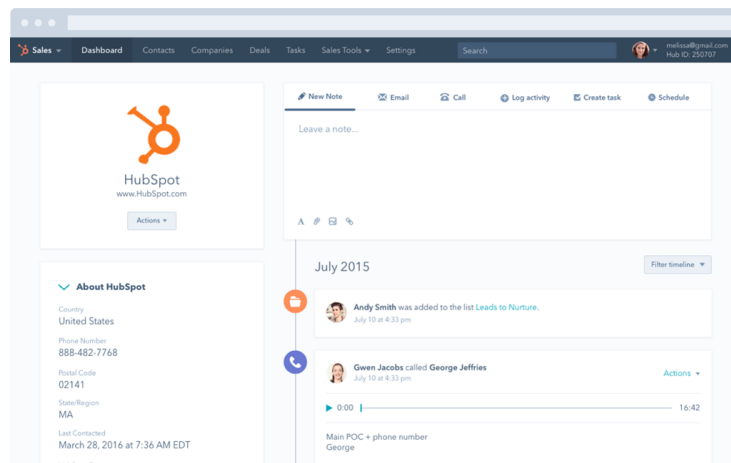 Sales Dashboard Contacts Companies Deals Tasks Sales Tools Settings Search melissa@gmail.com
Hub ID: 250707
New Note Email Call Log activity Create task Schedule
Leave a note...
HubSpot
www.HubSpot.com
Actions
A
July 2015 Filter timeline
About HubSpot
Country
United States
Phone Number
888-482-7768
Postal Code
02141
State/Region
MA
Last Contacted
March 28, 2016 at 7:36 AM EDT
Andy Smith was added to the list Leads to Nurture.
July 10 at 4:33 pm
Gwen Jacobs called George Jeffries
July 10 at 4:33 pm
Actions
0:00 16:42
Main POC + phone number
George